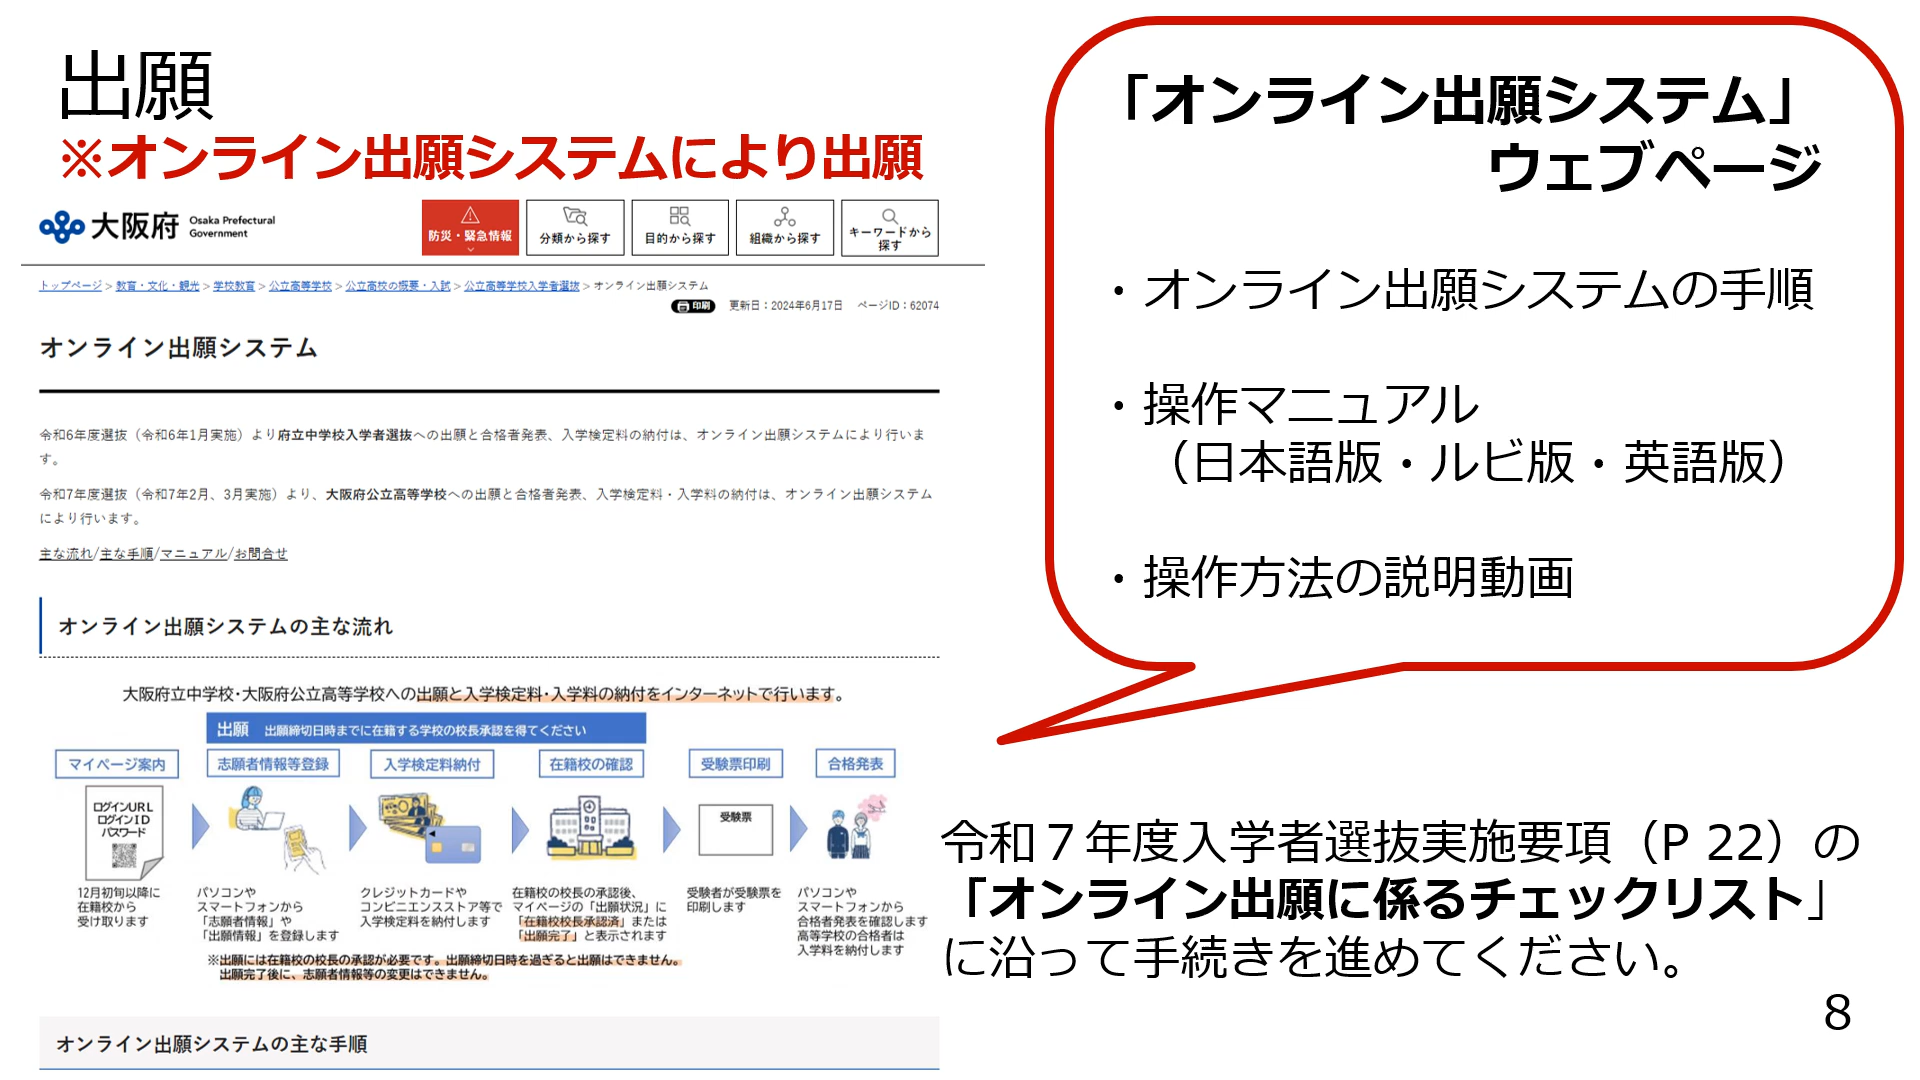 出願
※オンライン出願システムにより出願
大阪府 Osaka Prefectural Government
防災・緊急情報
分類から探す
目的から探す
組織から探す
キーワードから
探す
トップページ > 教育・文化・観光 > 学校教育 > 公立高等学校 > 公立高校の概要・入試 > 公立高等学校入学者選抜 > オンライン出願システム
印刷 更新日：2024年6月17日 ページID：62074
オンライン出願システム
令和6年度選抜（令和6年1月実施）より府立中学校入学者選抜への出願と合格者発表、入学検定料の納付は、オンライン出願システムにより行いま
す。
令和7年度選抜（令和7年2月、3月実施）より、大阪府公立高等学校への出願と合格者発表、入学検定料・入学料の納付は、オンライン出願システム
により行います。
主な流れ/主な手順/マニュアル/お問合せ
オンライン出願システムの主な流れ
大阪府立中学校・大阪府公立高等学校への出願と入学検定料・入学料の納付をインターネットで行います。
出願 出願締切日時までに在籍する学校の校長承認を得てください
マイページ案内
志願者情報等登録
入学検定料納付
在籍校の確認
受験票印刷
合格発表
ログインURL
ログインID
パスワード
受験票
12月初旬以降に
在籍校から
受け取ります
パソコンや
スマートフォンから
「志願者情報」や
「出願情報」を登録します
クレジットカードや
コンビニエンスストア等で
入学検定料を納付します
在籍校の校長の承認後、
マイページの「出願状況」に
「在籍校校長承認済」または
「出願完了」と表示されます
受験者が受験票を
印刷します
パソコンや
スマートフォンから
合格者発表を確認します
高等学校の合格者は
入学料を納付します
※出願には在籍校の校長の承認が必要です。出願締切日時を過ぎると出願はできません。
出願完了後に、志願者情報等の変更はできません。
オンライン出願システムの主な手順
「オンライン出願システム」
ウェブページ
・オンライン出願システムの手順
・操作マニュアル
（日本語版・ルビ版・英語版）
・操作方法の説明動画
令和７年度入学者選抜実施要項（P 22）の
「オンライン出願に係るチェックリスト」
に沿って手続きを進めてください。
8